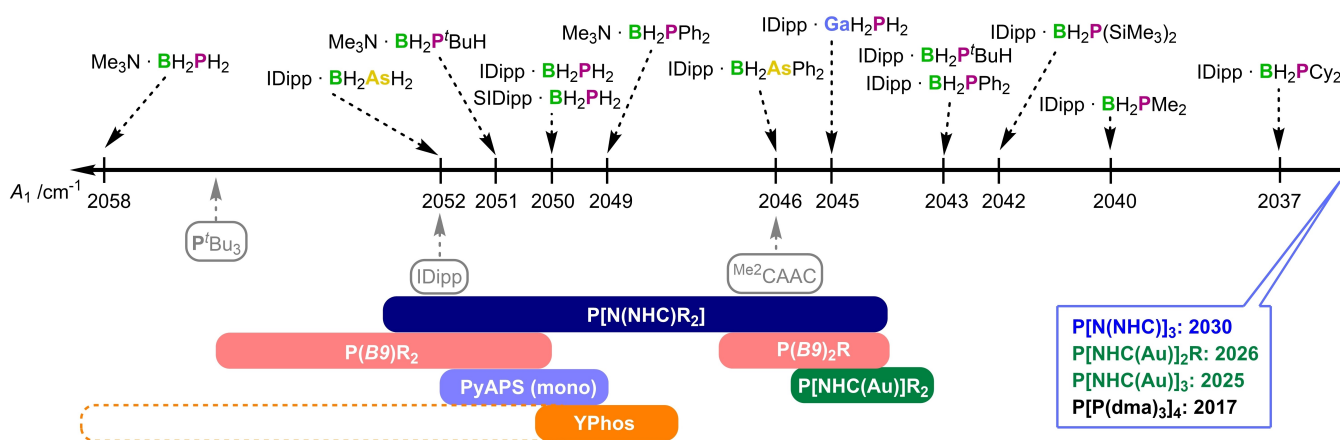 Me3N · BH2PH2
IDipp · BH2AsH2
Me3N · BH2PᵗBuH
IDipp · BH2PH2
SIDipp · BH2PH2
Me3N · BH2PPh2
IDipp · BH2AsPh2
IDipp · GaH2PH2
IDipp · BH2PᵗBuH
IDipp · BH2PPh2
IDipp · BH2P(SiMe3)2
IDipp · BH2PMe2
IDipp · BH2PCy2
A1 /cm-1
2058
2052
2051
2050
2049
2046
2045
2043
2042
2040
2037
PᵗBu3
IDipp
Me2CAAC
P[N(NHC)R2]
P(B9)R2
P(B9)2R
PyAPS (mono)
P[NHC(Au)]R2
YPhos
P[N(NHC)]3: 2030
P[NHC(Au)]2R: 2026
P[NHC(Au)]3: 2025
P[P(dma)3]4: 2017